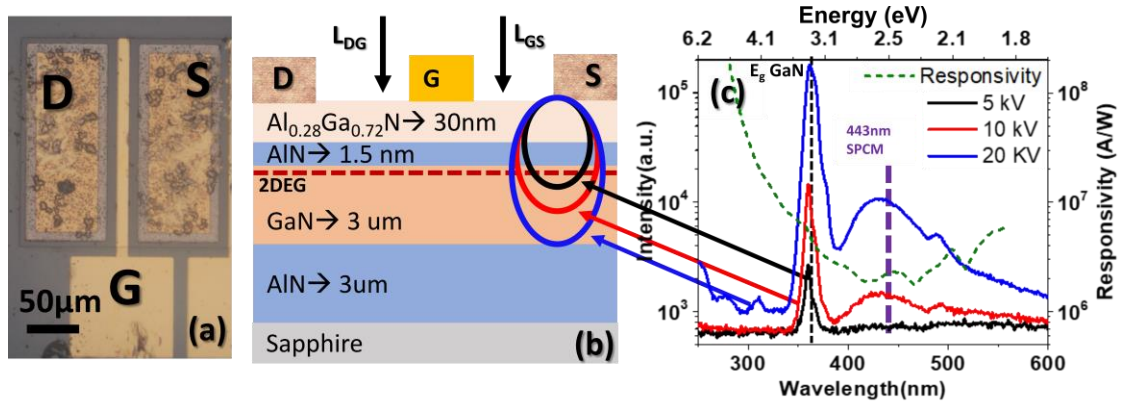 D
S
G
50μm
(a)
L_DG
L_GS
D
G
S
Al0.28Ga0.72N→ 30nm
AlN→ 1.5 nm
2DEG
GaN→ 3 um
AlN→ 3um
Sapphire
(b)
Energy (eV)
6.2 4.1 3.1 2.5 2.1 1.8
Eg GaN
(c)
Responsivity
5 kV
10 kV
20 KV
443nm
SPCM
Intensity(a.u.)
10^5
10^4
10^3
Responsivity (A/W)
10^8
10^7
10^6
300 400 500 600
Wavelength(nm)